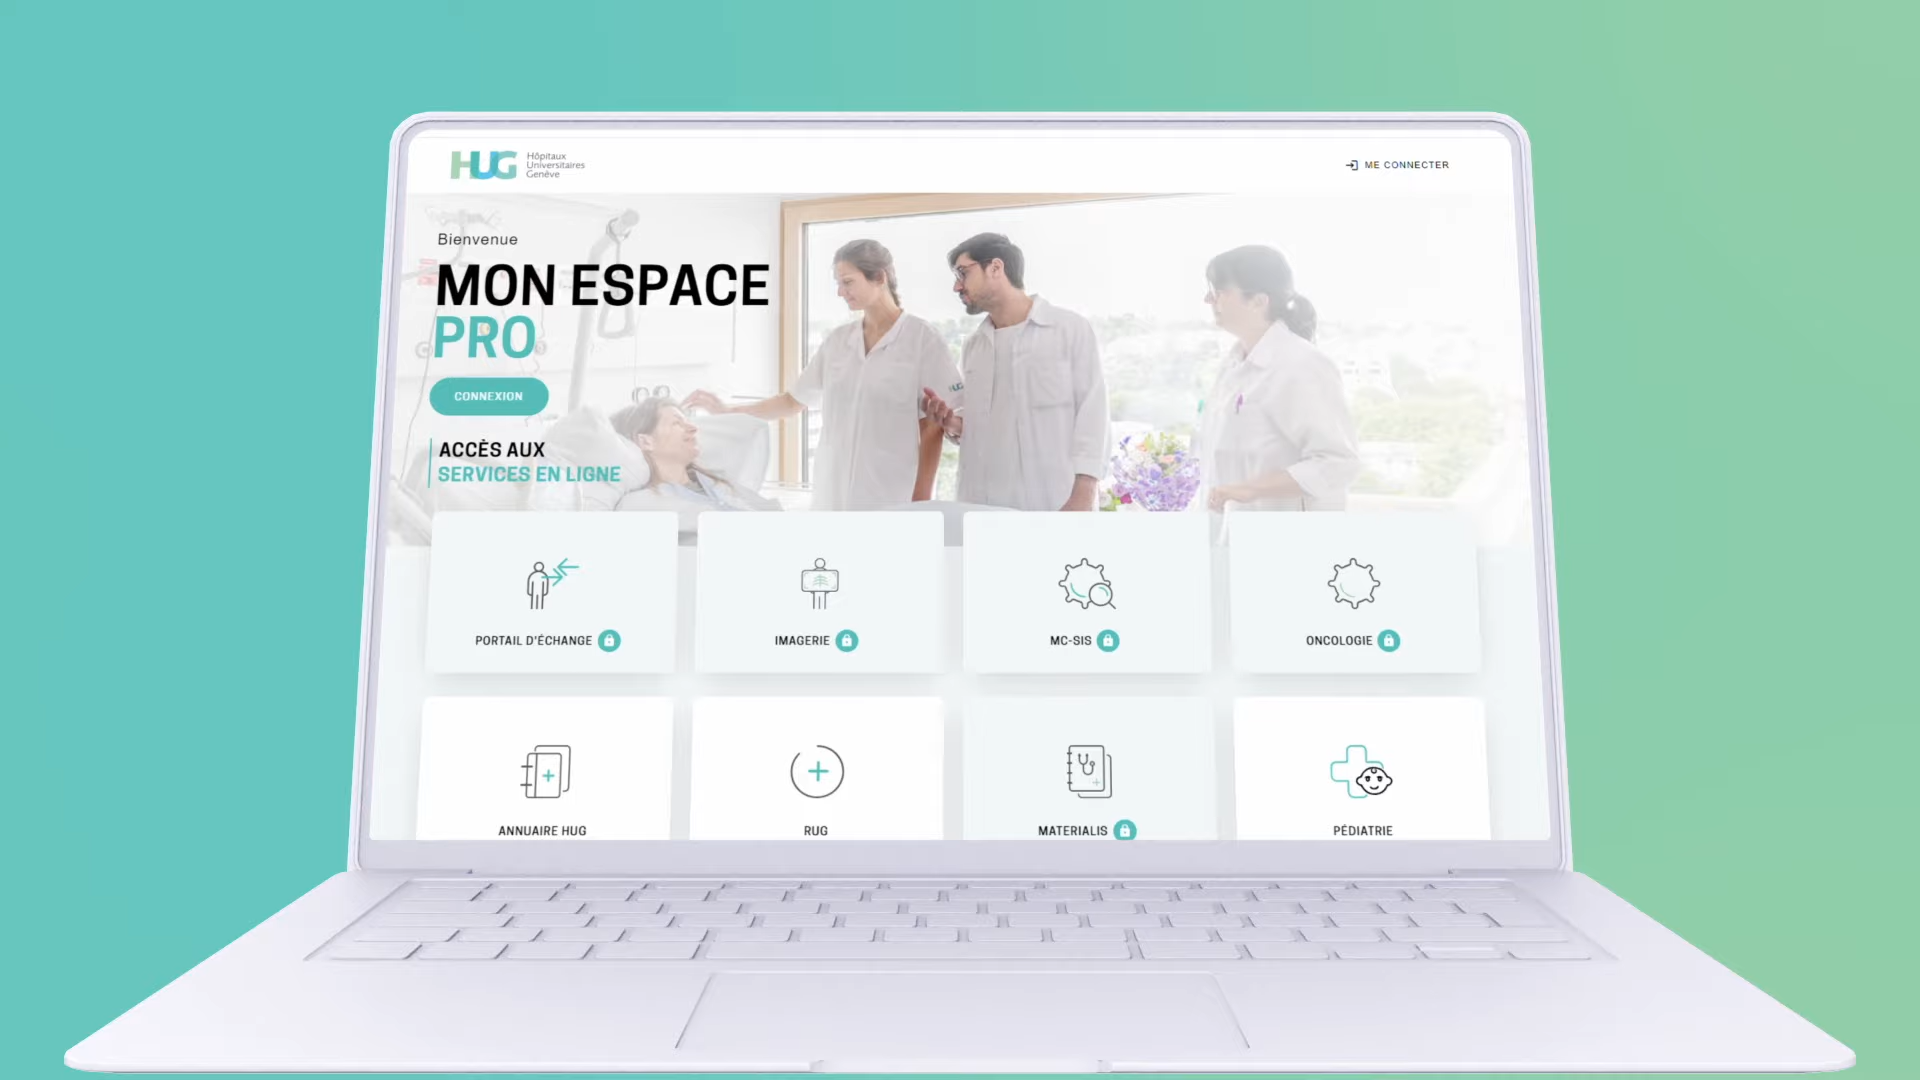 HUG
Hôpitaux
Universitaires
Genève
ME CONNECTER
Bienvenue
MON ESPACE
PRO
CONNEXION
ACCÈS AUX
SERVICES EN LIGNE
PORTAIL D'ÉCHANGE
IMAGERIE
MC-SIS
ONCOLOGIE
ANNUAIRE HUG
RUG
MATERIALIS
PÉDIATRIE